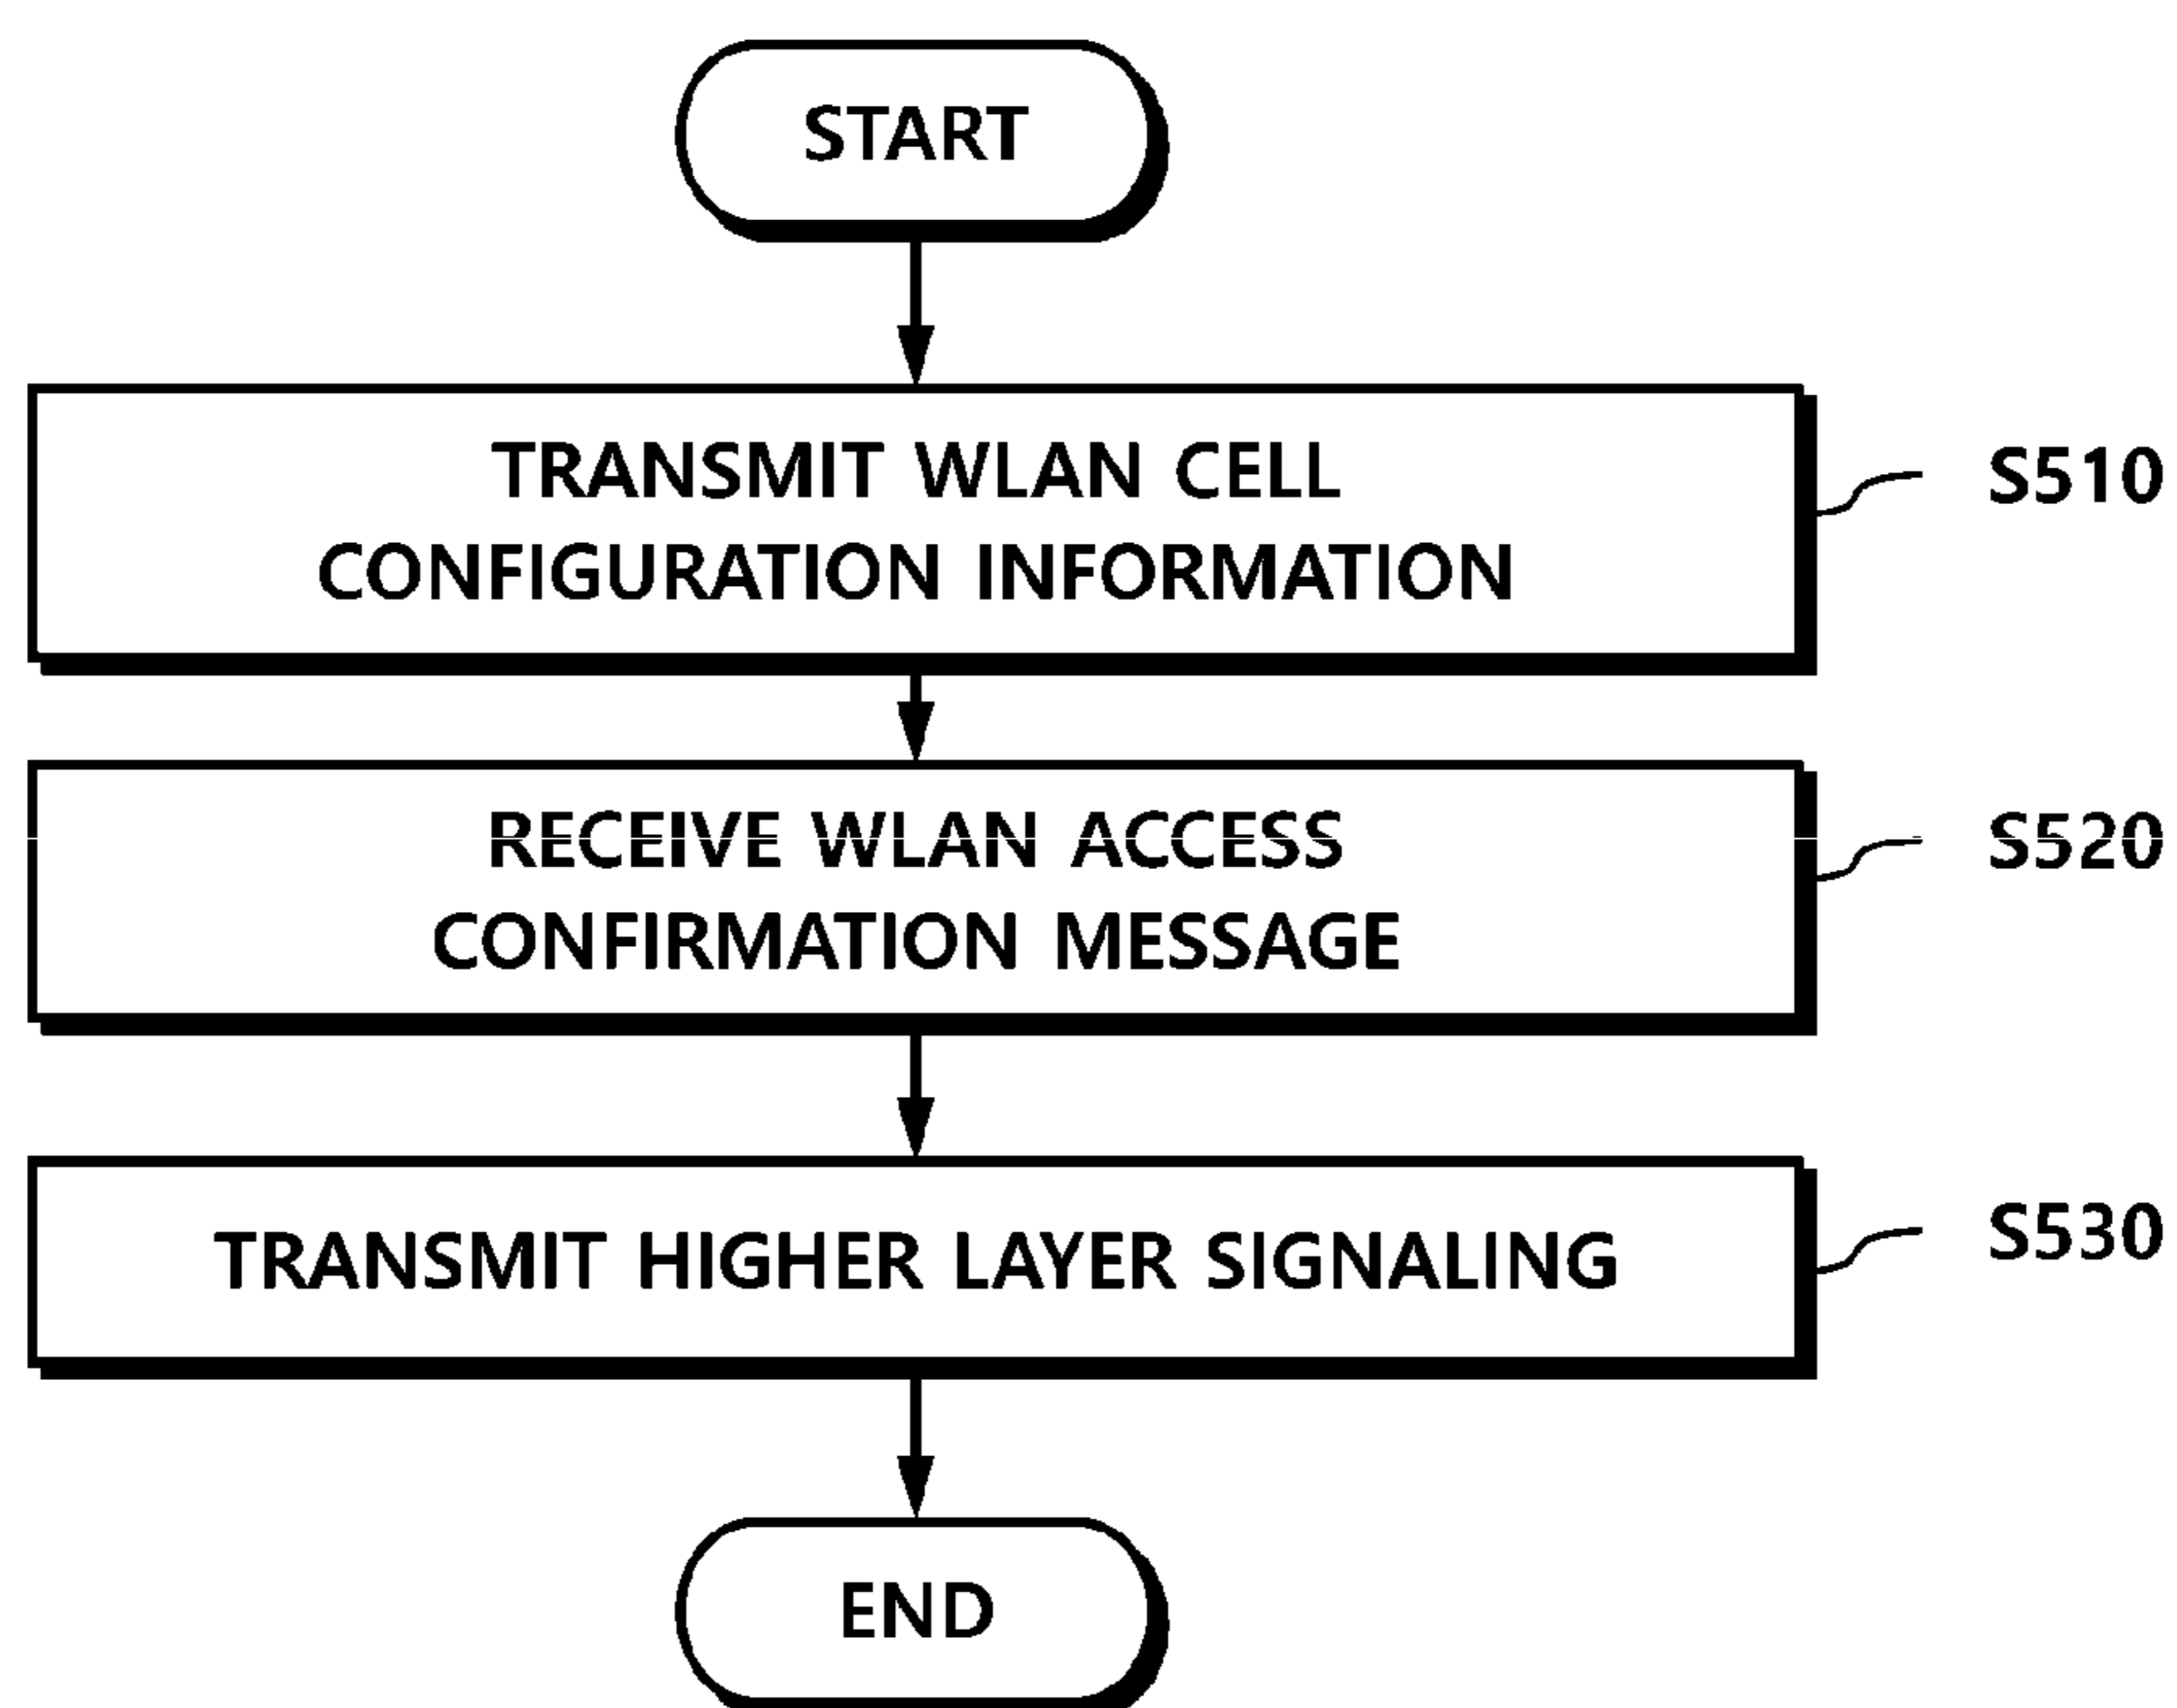 START
TRANSMIT WLAN CELL
CONFIGURATION INFORMATION
S510
RECEIVE WLAN ACCESS
CONFIRMATION MESSAGE
S520
TRANSMIT HIGHER LAYER SIGNALING
S530
END